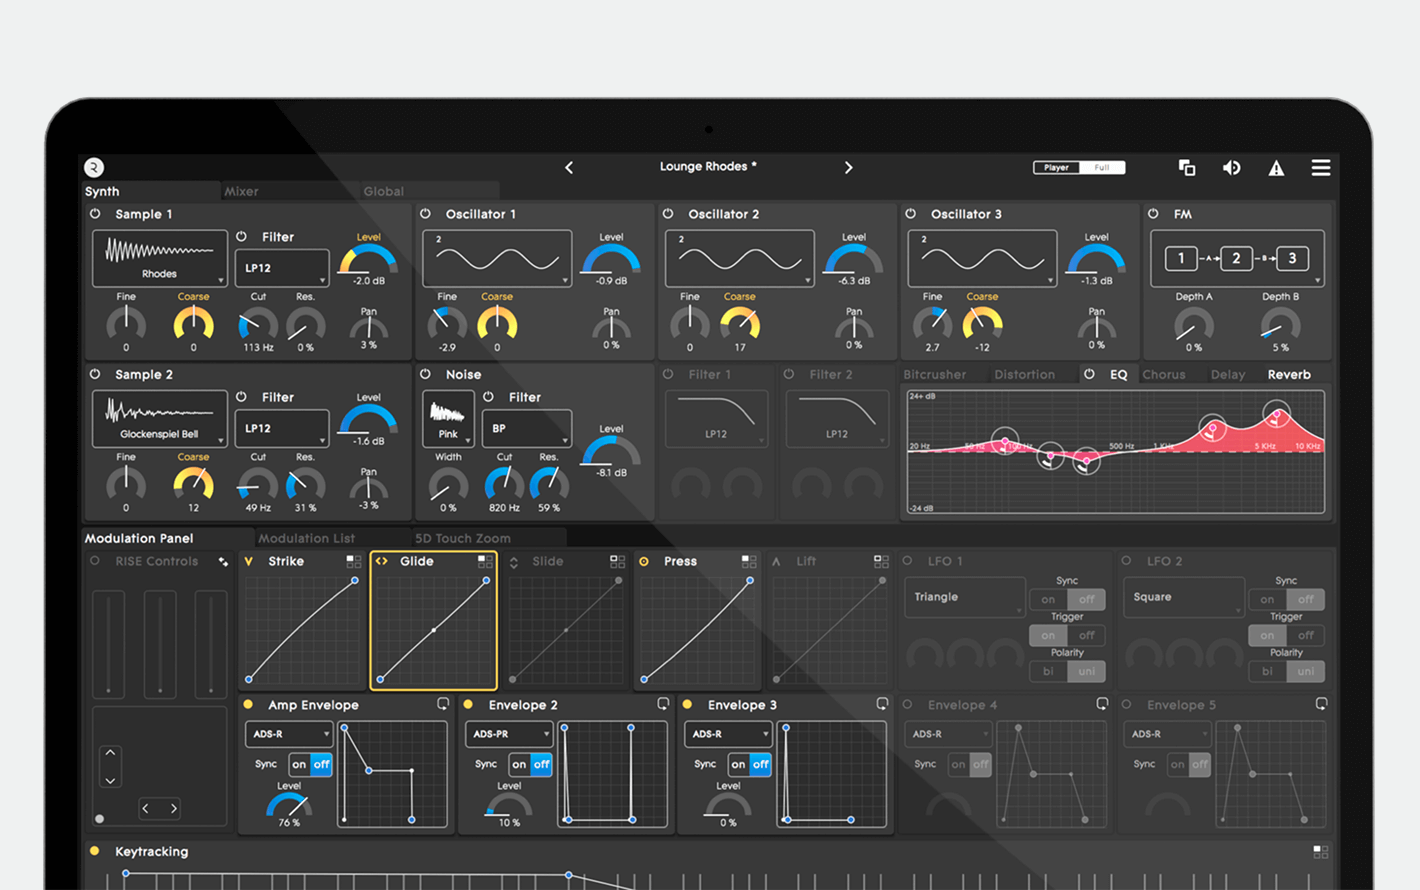 Lounge Rhodes *
Player Full
Synth Mixer Global
Sample 1
Filter
Level
Rhodes
LP12
-2.0 dB
Fine Coarse Cut Res. Pan
0 0 113 Hz 0 % 3 %
Oscillator 1
2
Level
-0.9 dB
Fine Coarse Pan
-2.9 0 0 %
Oscillator 2
2
Level
-6.3 dB
Fine Coarse Pan
0 17 0 %
Oscillator 3
2
Level
-1.3 dB
Fine Coarse Pan
2.7 -12 0 %
FM
1 A 2 B 3
Depth A Depth B
0 % 5 %
Sample 2
Filter
Level
Glockenspiel Bell
LP12
-1.6 dB
Fine Coarse Cut Res. Pan
0 12 49 Hz 31 % -3 %
Noise
Filter
Pink
BP
Level
-8.1 dB
Width Cut Res.
0 % 820 Hz 59 %
Filter 1
LP12
Filter 2
LP12
Bitcrusher Distortion EQ Chorus Delay Reverb
24+ dB
20 Hz 50 Hz 100 Hz 500 Hz 1 KHz 5 KHz 10 KHz
-24 dB
Modulation Panel Modulation List 5D Touch Zoom
RISE Controls
Strike
Glide
Slide
Press
Lift
LFO 1
Triangle
Sync
on off
Trigger
on off
Polarity
bi uni
LFO 2
Square
Sync
on off
Trigger
on off
Polarity
bi uni
Amp Envelope
ADS-R
Sync on off
Level
76 %
Envelope 2
ADS-PR
Sync on off
Level
10 %
Envelope 3
ADS-R
Sync on off
Level
0 %
Envelope 4
ADS-R
Sync on off
Envelope 5
ADS-R
Sync on off
Keytracking